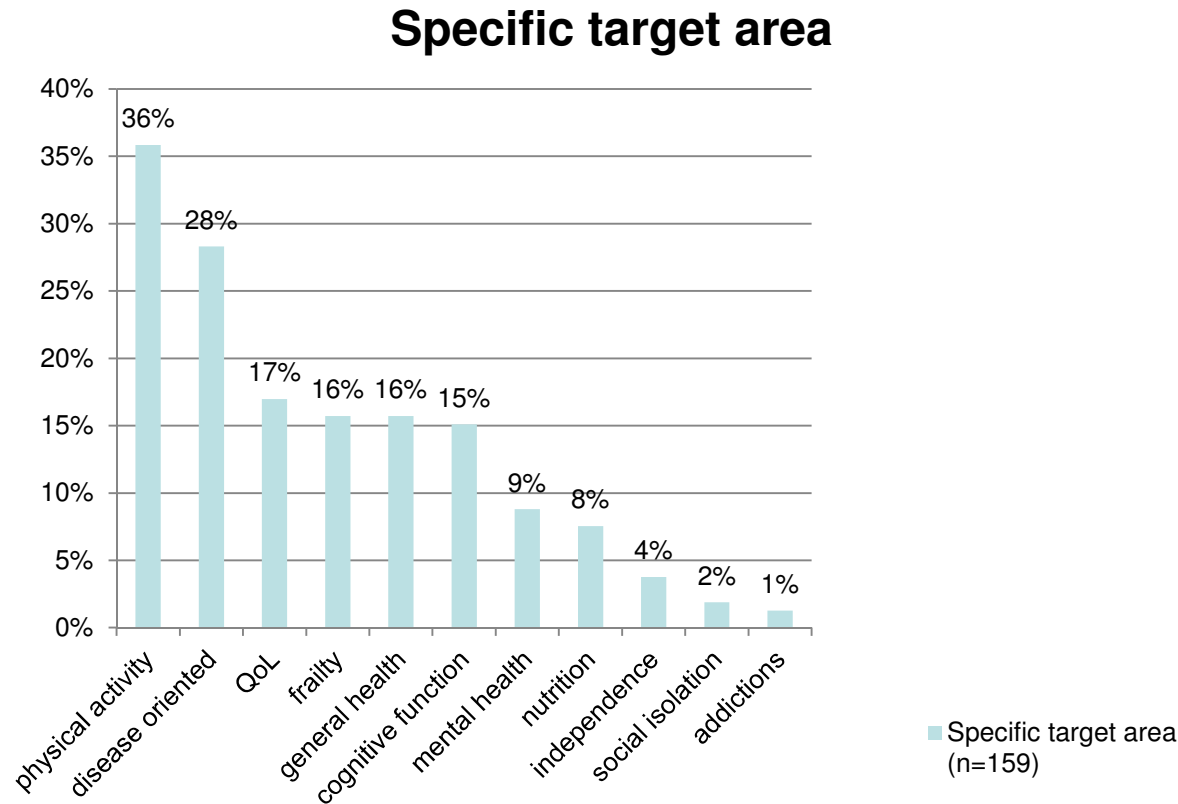 Specific target area
40%
35%
30%
25%
20%
15%
10%
5%
0%
36%
28%
17%
16%
16%
15%
9%
8%
4%
2%
1%
physical activity
disease oriented
QoL
frailty
general health
cognitive function
mental health
nutrition
independence
social isolation
addictions
Specific target area
(n=159)